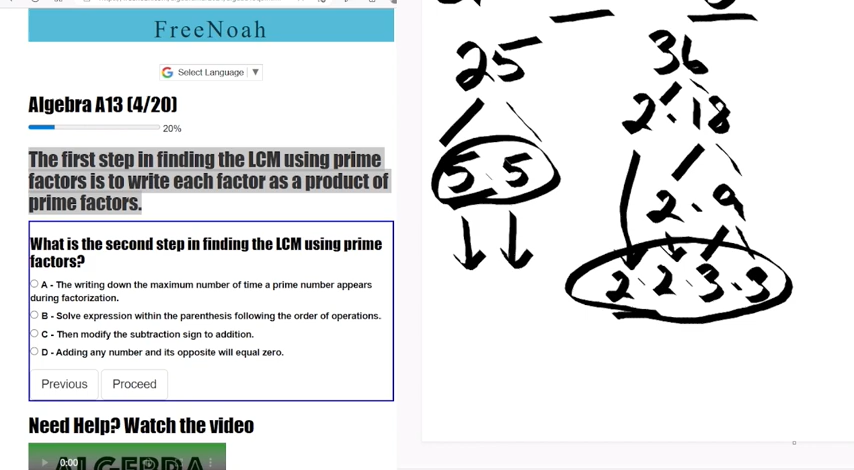 FreeNoah
Select Language
Algebra A13 (4/20)
20%
The first step in finding the LCM using prime
factors is to write each factor as a product of
prime factors.
What is the second step in finding the LCM using prime
factors?
A - The writing down the maximum number of time a prime number appears
during factorization.
B - Solve expression within the parenthesis following the order of operations.
C - Then modify the subtraction sign to addition.
D - Adding any number and its opposite will equal zero.
Previous Proceed
Need Help? Watch the video
0:00
ALGEBRA
25
5 · 5
36
2 · 18
2 · 9
2 · 2 · 3 · 3